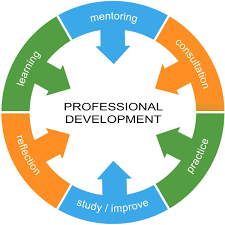 mentoring
consultation
practice
study / improve
reflection
learning
PROFESSIONAL
DEVELOPMENT